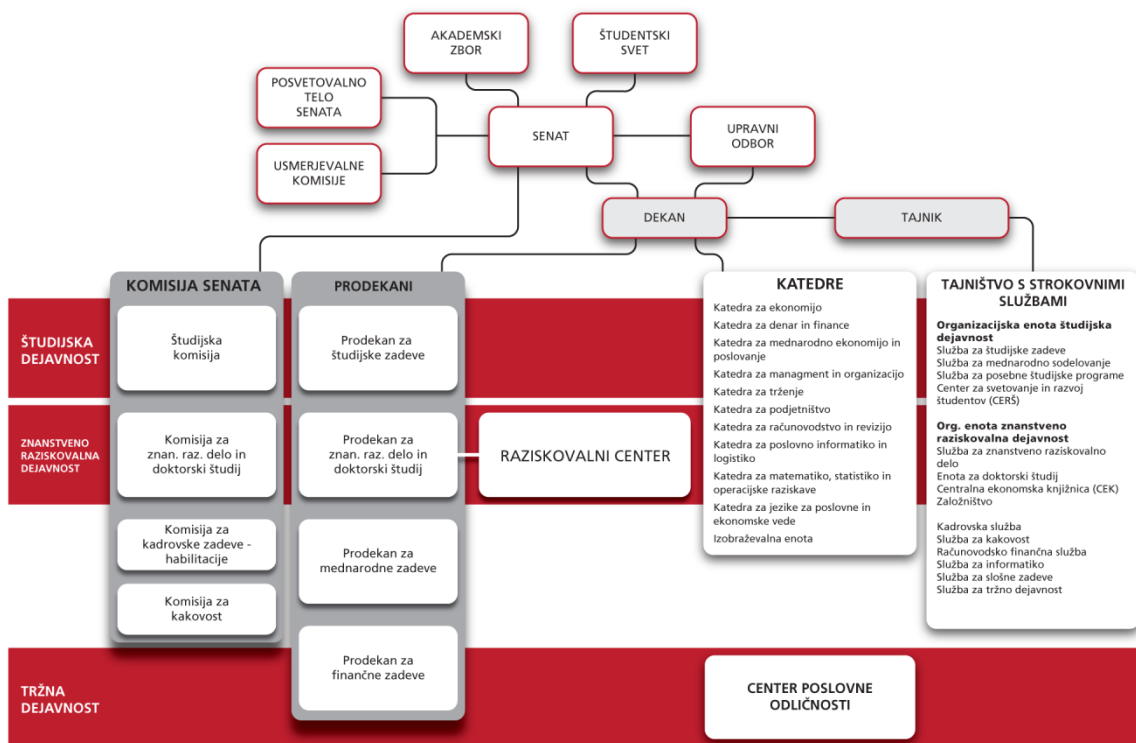 AKADEMSKI
ZBOR
ŠTUDENTSKI
SVET
POSVETOVALNO
TELO
SENATA
SENAT
UPRAVNI
ODBOR
USMERJEVALNE
KOMISIJE
DEKAN
TAJNIK
KOMISIJA SENATA
PRODEKANI
KATEDRE
TAJNIŠTVO S STROKOVNIMI
SLUŽBAMI
ŠTUDIJSKA
DEJAVNOST
Študijska
komisija
Prodekan za
študijske zadeve
ZNANSTVENO
RAZISKOVALNA
DEJAVNOST
Komisija za
znan. raz. delo in
doktorski študij
Prodekan za
znan. raz. delo in
doktorski študij
RAZISKOVALNI CENTER
Komisija za
kadrovske zadeve -
habilitacije
Prodekan za
mednarodne zadeve
Komisija za
kakovost
Prodekan za
finančne zadeve
Katedra za ekonomijo
Katedra za denar in finance
Katedra za mednarodno ekonomijo in
poslovanje
Katedra za managment in organizacijo
Katedra za trženje
Katedra za podjetništvo
Katedra za računovodstvo in revizijo
Katedra za poslovno informatiko in
logistiko
Katedra za matematiko, statistiko in
operacijske raziskave
Katedra za jezike za poslovne in
ekonomske vede
Izobraževalna enota
Organizacijska enota študijska
dejavnost
Služba za študijske zadeve
Služba za mednarodno sodelovanje
Služba za posebne študijske programe
Center za svetovanje in razvoj
študentov (CERŠ)
Org. enota znanstveno
raziskovalna dejavnost
Služba za znanstveno raziskovalno
delo
Enota za doktorski študij
Centralna ekonomska knjižnica (CEK)
Založništvo
Kadrovska služba
Služba za kakovost
Računovodsko finančna služba
Služba za informatiko
Služba za slošne zadeve
Služba za tržno dejavnost
TRŽNA
DEJAVNOST
CENTER POSLOVNE
ODLIČNOSTI